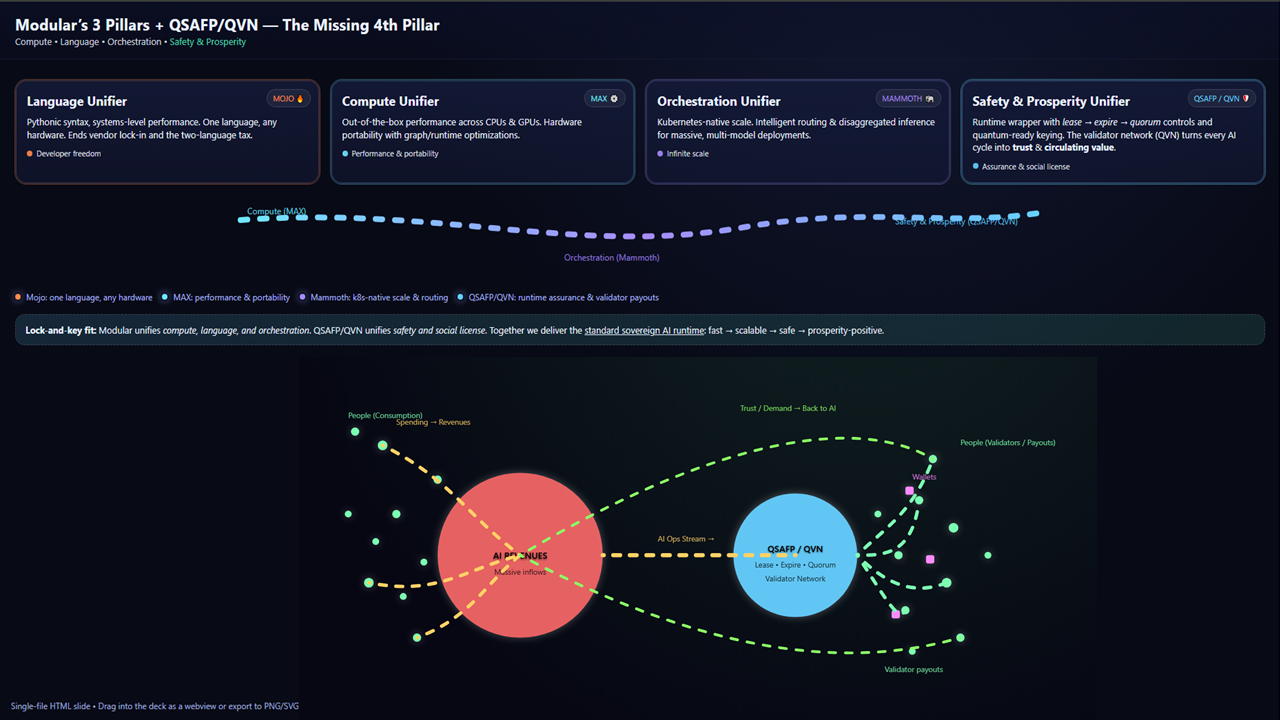 Modular’s 3 Pillars + QSAFP/QVN — The Missing 4th Pillar
Compute • Language • Orchestration • Safety & Prosperity
Language Unifier
MOJO 🔥
Pythonic syntax, systems-level performance. One language, any
hardware. Ends vendor lock-in and the two-language tax.
Developer freedom
Compute Unifier
MAX ⚙️
Out-of-the-box performance across CPUs & GPUs. Hardware
portability with graph/runtime optimizations.
Performance & portability
Orchestration Unifier
MAMMOTH 🐘
Kubernetes-native scale. Intelligent routing & disaggregated inference
for massive, multi-model deployments.
Infinite scale
Safety & Prosperity Unifier
QSAFP / QVN 🛡️
Runtime wrapper with lease → expire → quorum controls and
quantum-ready keying. The validator network (QVN) turns every AI
cycle into trust & circulating value.
Assurance & social license
Compute (MAX)
Safety & Prosperity (QSAFP/QVN)
Orchestration (Mammoth)
Mojo: one language, any hardware
MAX: performance & portability
Mammoth: k8s-native scale & routing
QSAFP/QVN: runtime assurance & validator payouts
Lock-and-key fit: Modular unifies compute, language, and orchestration. QSAFP/QVN unifies safety and social license. Together we deliver the standard sovereign AI runtime: fast → scalable → safe → prosperity-positive.
Trust / Demand → Back to AI
People (Consumption)
Spending → Revenues
People (Validators / Payouts)
Wallets
AI Ops Stream →
AI REVENUES
Massive inflows
QSAFP / QVN
Lease • Expire • Quorum
Validator Network
Validator payouts
Single-file HTML slide • Drag into the deck as a webview or export to PNG/SVG